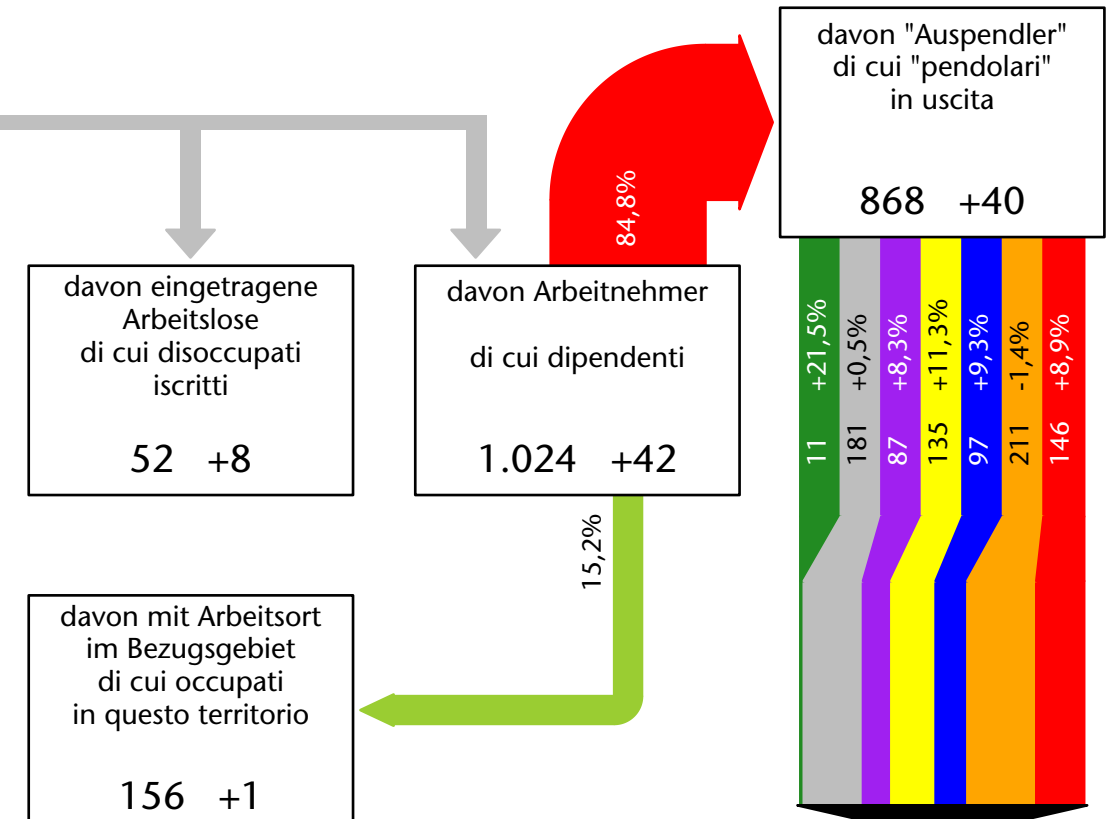 davon "Auspendler"
di cui "pendolari"
in uscita
868 +40
84,8%
davon eingetragene
Arbeitslose
di cui disoccupati
iscritti
52 +8
davon Arbeitnehmer
di cui dipendenti
1.024 +42
11 +21,5%
181 +0,5%
87 +8,3%
135 +11,3%
97 +9,3%
211 -1,4%
146 +8,9%
15,2%
davon mit Arbeitsort
im Bezugsgebiet
di cui occupati
in questo territorio
156 +1